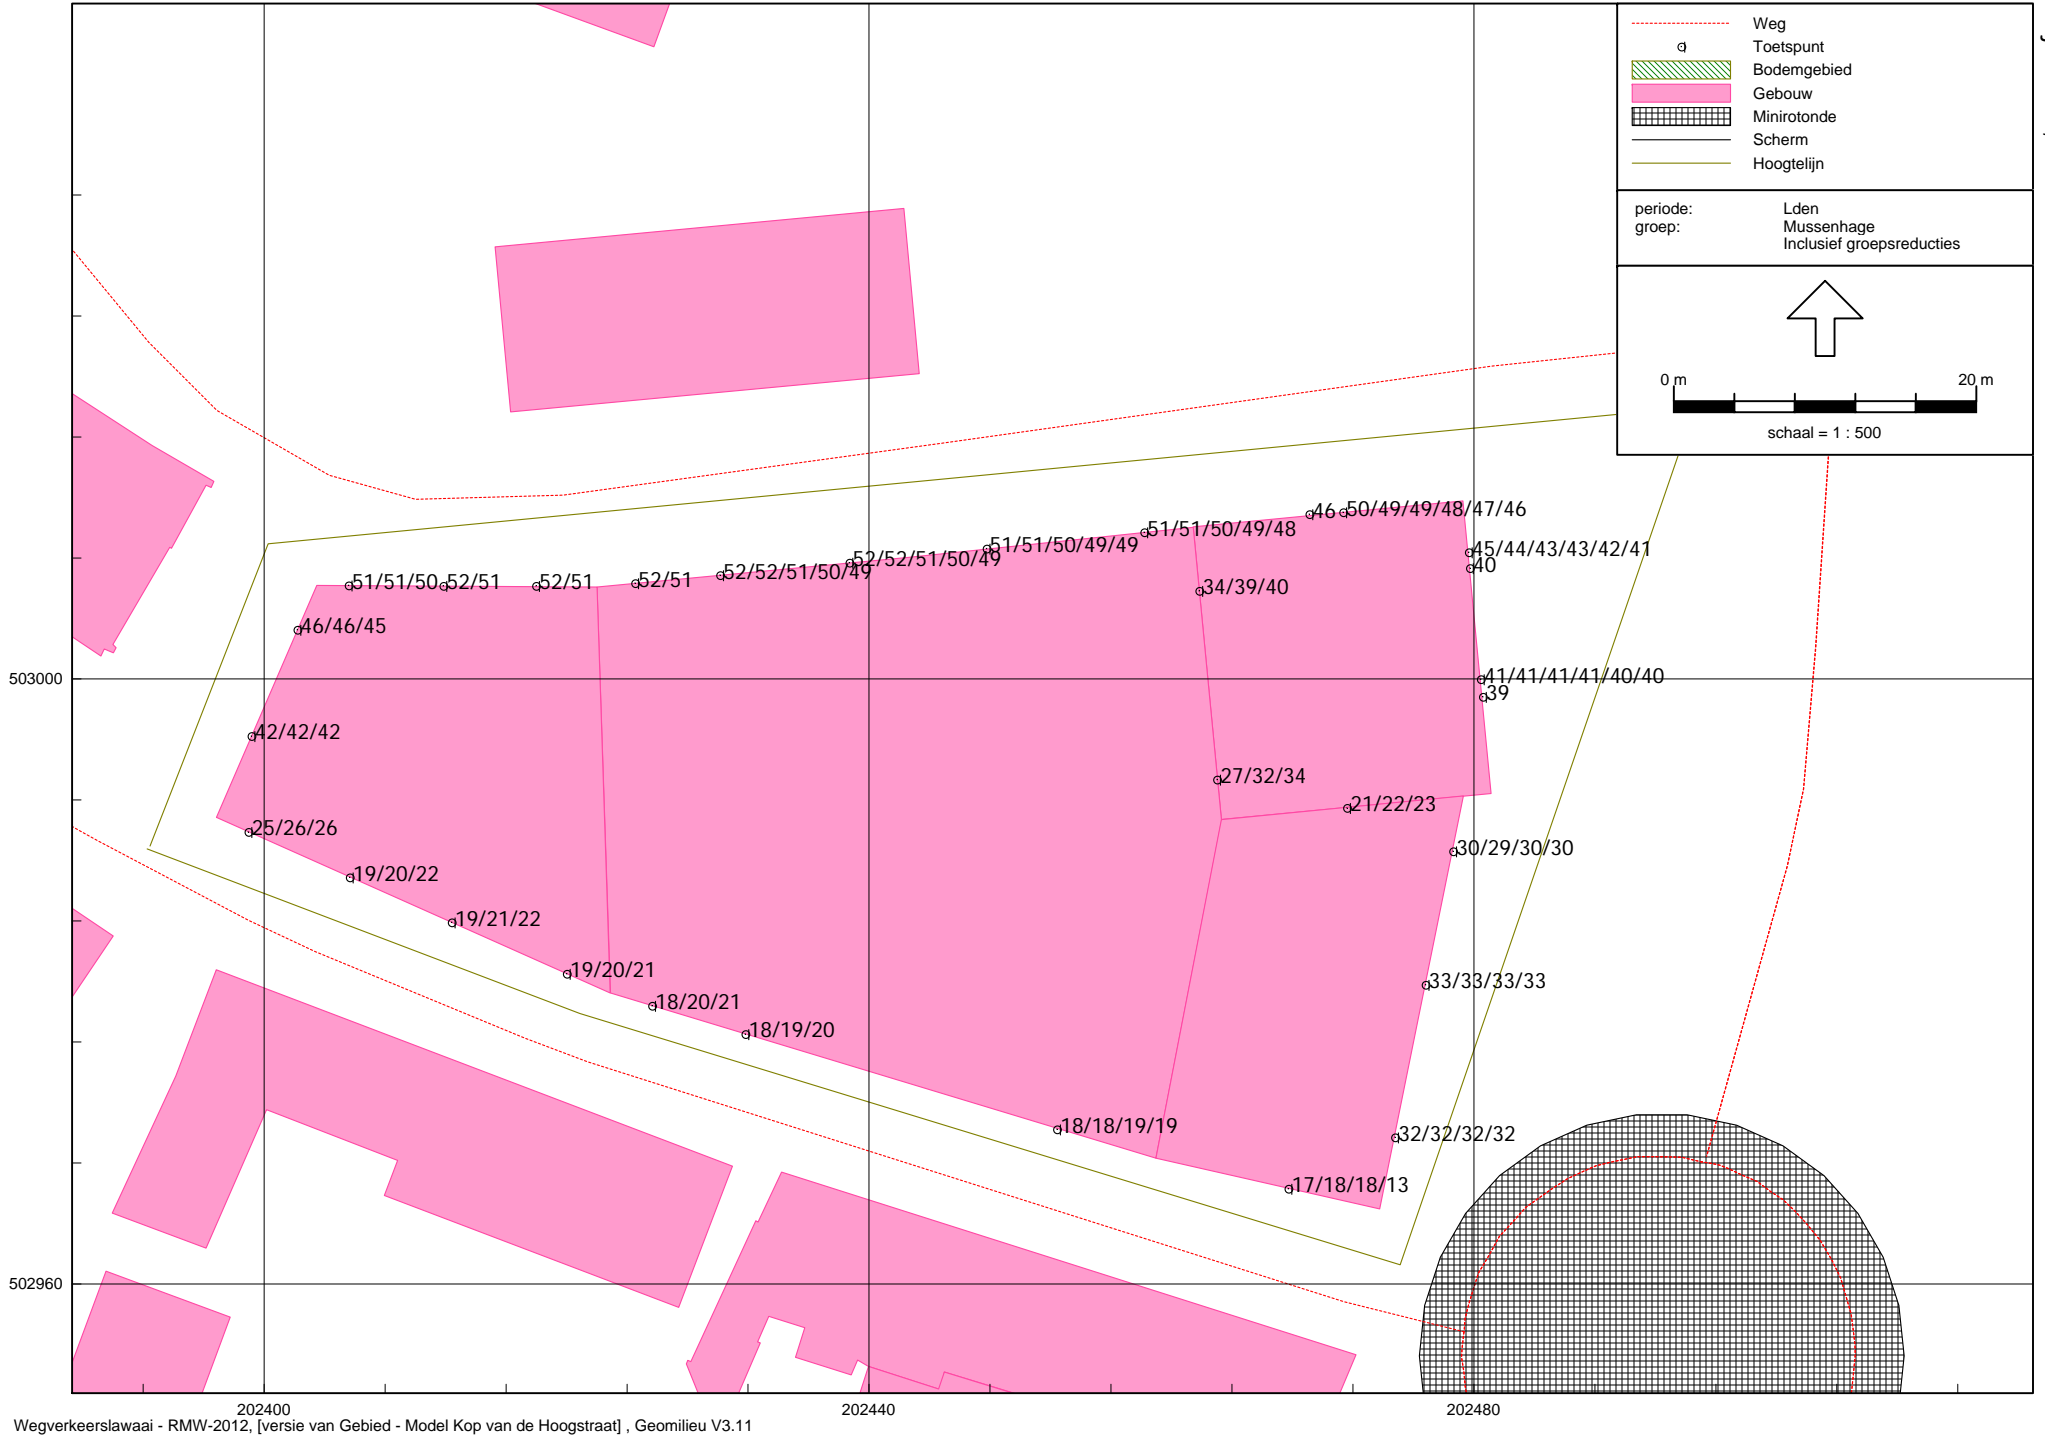 Weg
Toetspunt
Bodemgebied
Gebouw
Minirotonde
Scherm
Hoogtelijn
periode: Lden
groep: Mussenhage
Inclusief groepsreducties
0 m 20 m
schaal = 1 : 500
46 50/49/49/48/47/46
51/51/50/49/48
51/51/50/49/49
45/44/43/43/42/41
52/52/51/50/49
40
52/52/51/50/49
51/51/50 52/51 52/51 52/51
34/39/40
46/46/45
503000
41/41/41/41/40/40
39
42/42/42
27/32/34
21/22/23
25/26/26
30/29/30/30
19/20/22
19/21/22
19/20/21
33/33/33/33
18/20/21
18/19/20
18/18/19/19
32/32/32/32
17/18/18/13
502960
202400 202440 202480
Wegverkeerslawaai - RMW-2012, [versie van Gebied - Model Kop van de Hoogstraat] , Geomilieu V3.11